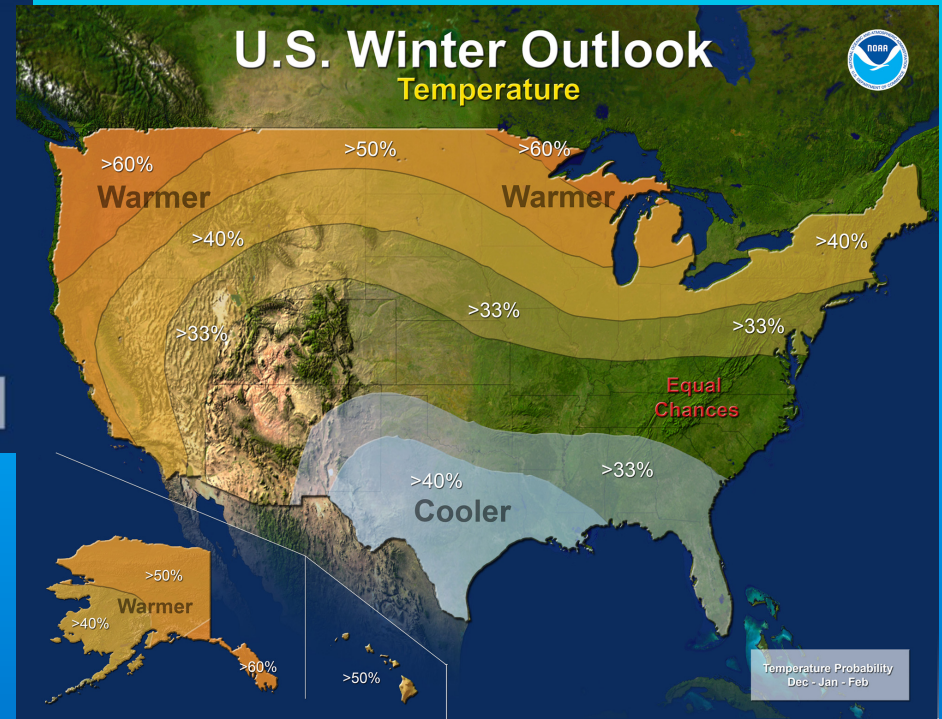 U.S. Winter Outlook
Temperature
NOAA
>60%
>50%
>60%
Warmer
Warmer
>40%
>40%
>33%
>33%
>33%
Equal
Chances
>40%
>33%
Cooler
>50%
Warmer
>40%
>60%
>50%
Temperature Probability
Dec - Jan - Feb